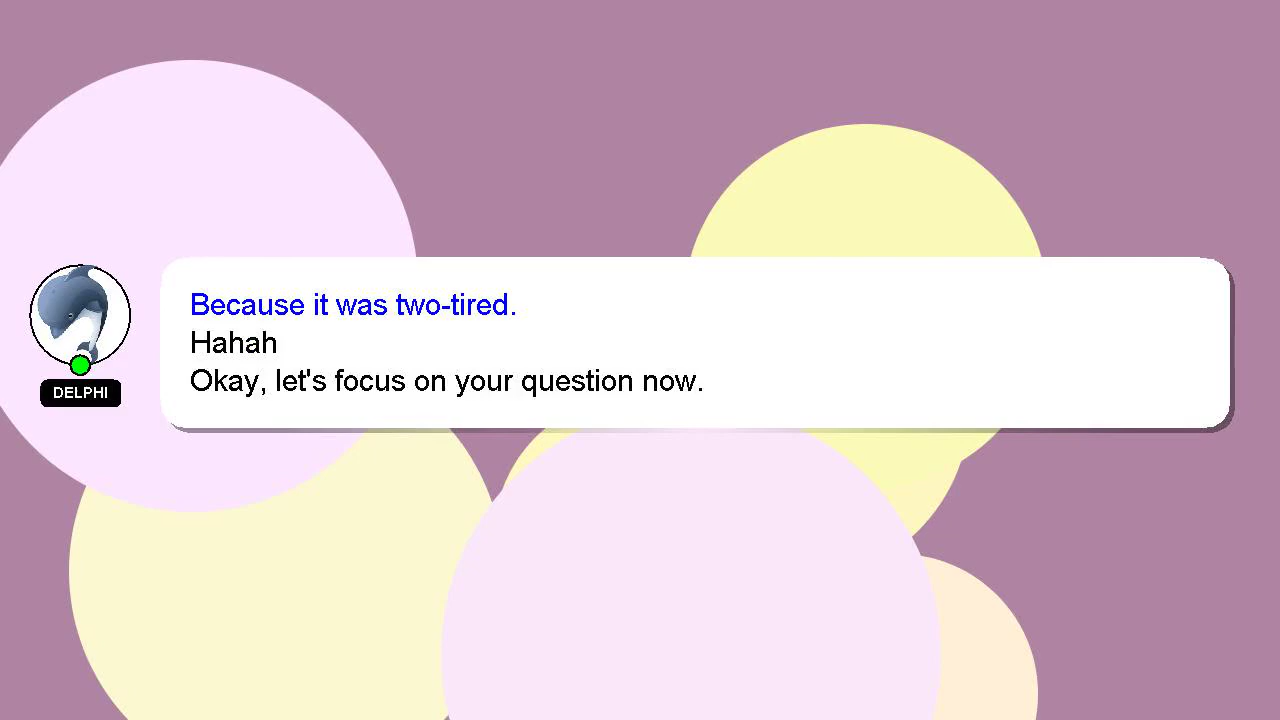 Because it was two-tired.
Hahah
Okay, let's focus on your question now.
DELPHI